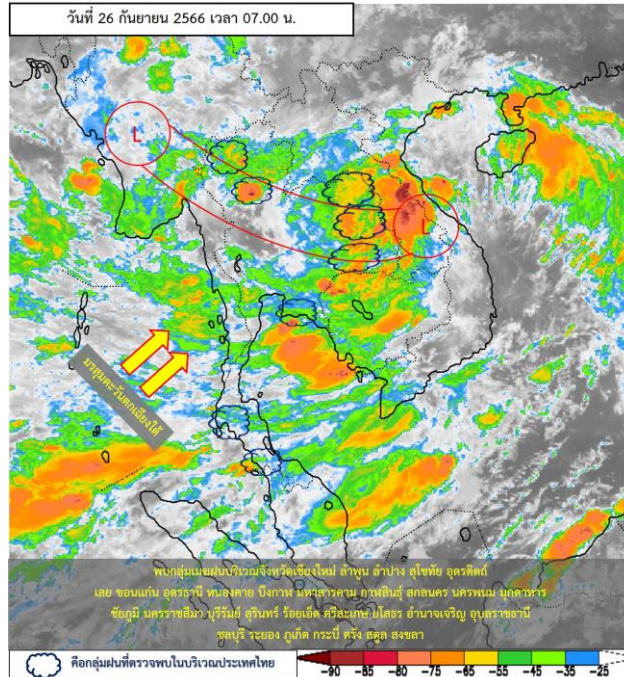 วันที่ 26 กันยายน 2566 เวลา 07.00 น.
L
L
มรสุมตะวันตกเฉียงใต้
พบกลุ่มเมฆฝนบริเวณจังหวัดเชียงใหม่ ลำพูน ลำปาง สุโขทัย อุตรดิตถ์
เลย ขอนแก่น อุดรธานี หนองคาย บึงกาฬ มหาสารคาม กาฬสินธุ์ สกลนคร นครพนม มุกดาหาร
ชัยภูมิ นครราชสีมา บุรีรัมย์ สุรินทร์ ร้อยเอ็ด ศรีสะเกษ ยโสธร อำนาจเจริญ อุบลราชธานี
ชลบุรี ระยอง ภูเก็ต กระบี่ ตรัง สตูล สงขลา
คือกลุ่มฝนที่ตรวจพบในบริเวณประเทศไทย
-90 -85 -80 -75 -65 -55 -45 -35 -25